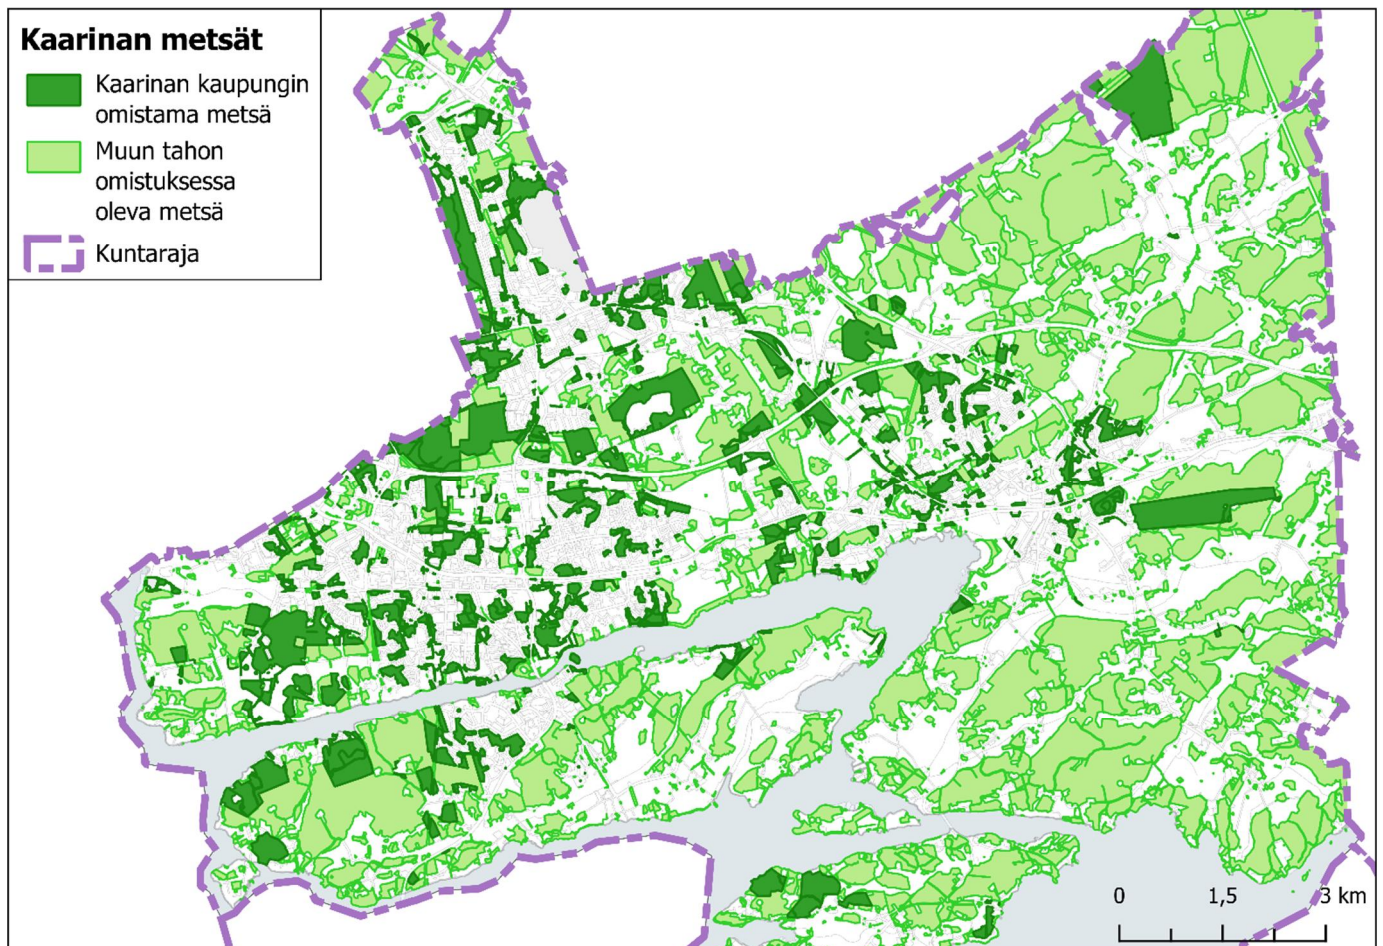 Kaarinan metsät
Kaarinan kaupungin
omistama metsä
Muun tahon
omistuksessa
oleva metsä
Kuntaraja
0 1,5 3 km